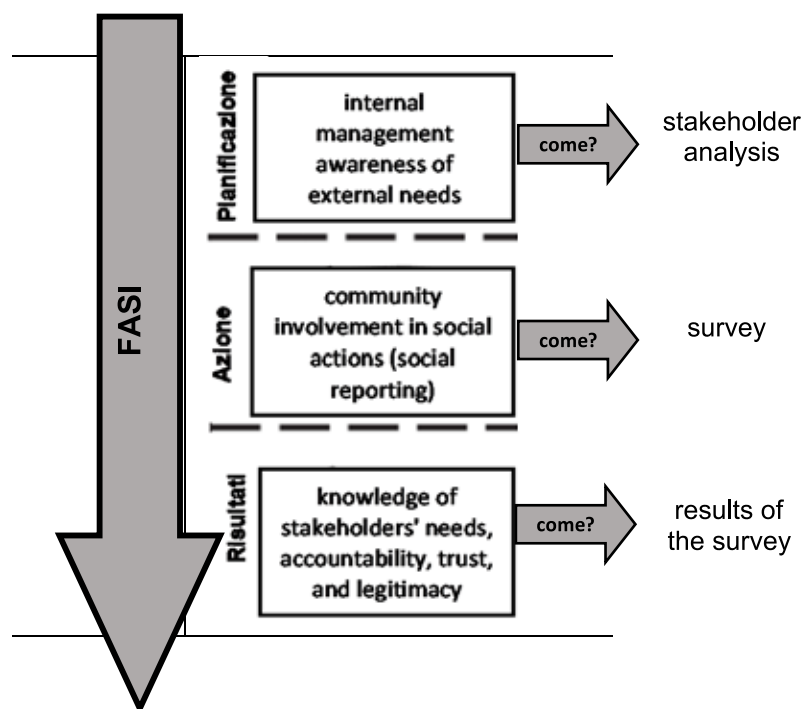 FASI
Planificazione
internal
management
awareness of
external needs
come?
stakeholder
analysis
Azione
community
involvement in social
actions (social
reporting)
come?
survey
Risultati
knowledge of
stakeholders' needs,
accountability, trust,
and legitimacy
come?
results of
the survey